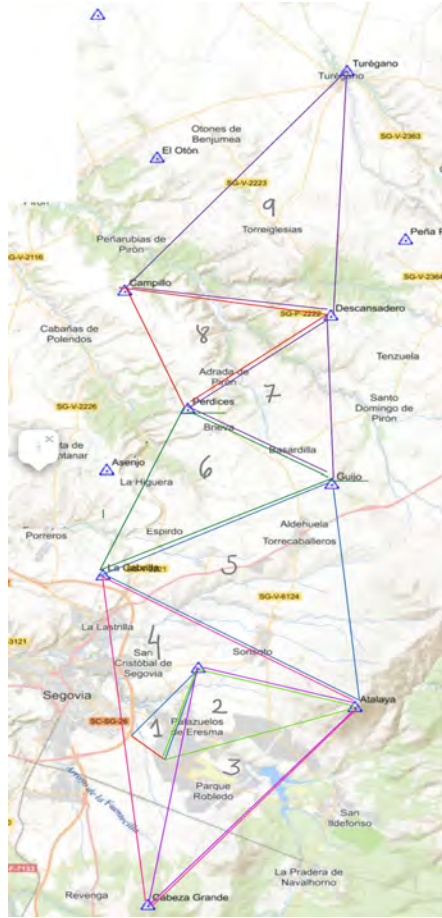 Turégano
Turégano
Otones de
Benjumea
SG-V-2363
El Otón
SG-V-2223
9
Pirón
Torreiglesias
Peña R
Peñarubias de
Pirón
SG-V-2116
SG-V-2364
Campillo
SG-P-2222
Descansadero
Cabañas de
Polendos
8
Tenzuela
Adrada de
Pirón
7
Santo
Domingo de
Pirón
SG-V-2226
Perdices
Brieva
Basardilla
6
Asenjo
Guijo
La Higuera
Espirdo
Aldehuela
Torrecaballeros
Porreros
5
SG-V-6124
-3121
La Lastrilla
4
San
Cristóbal de
Segovia
Sonsoto
Segovia
Atalaya
2
SC-SG-20
1
Palazuelos
de Eresma
3
Parque
Robledo
San
Ildefonso
P-7133
La Pradera de
Navalhorno
Revenga
Cabeza Grande